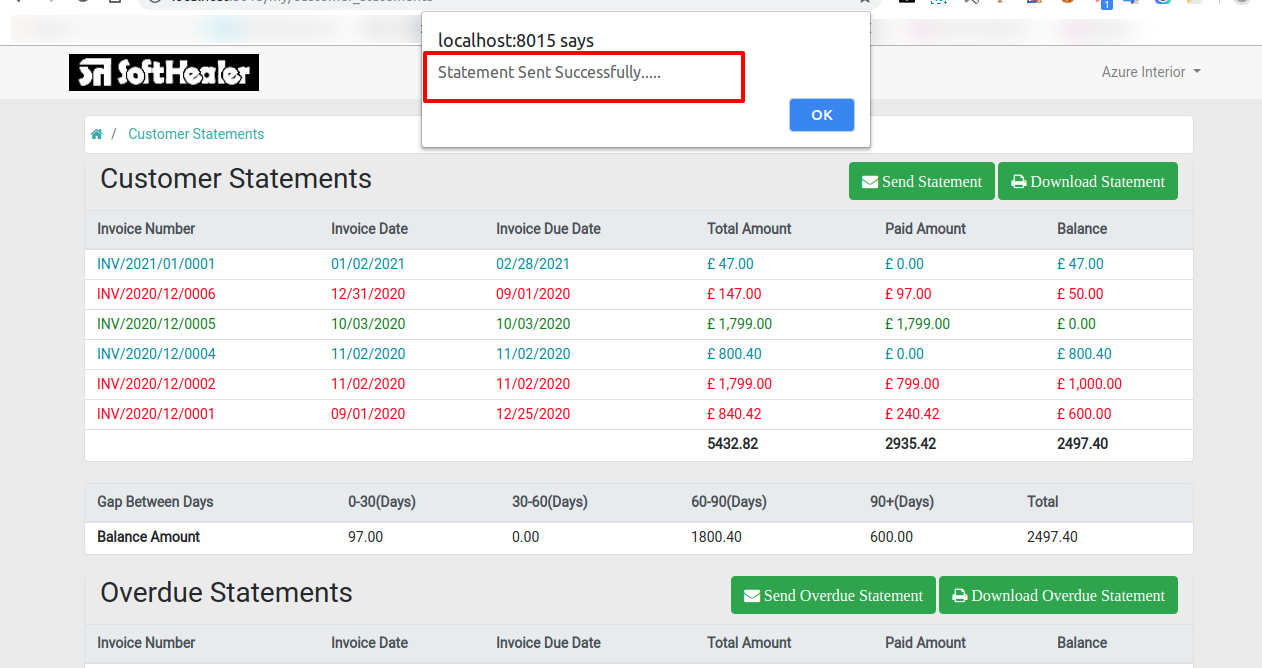 localhost:8015 says
Statement Sent Successfully.....
OK
SoftHealer
Azure Interior
/ Customer Statements
Customer Statements
Send Statement Download Statement
Invoice Number Invoice Date Invoice Due Date Total Amount Paid Amount Balance
INV/2021/01/0001 01/02/2021 02/28/2021 £ 47.00 £ 0.00 £ 47.00
INV/2020/12/0006 12/31/2020 09/01/2020 £ 147.00 £ 97.00 £ 50.00
INV/2020/12/0005 10/03/2020 10/03/2020 £ 1,799.00 £ 1,799.00 £ 0.00
INV/2020/12/0004 11/02/2020 11/02/2020 £ 800.40 £ 0.00 £ 800.40
INV/2020/12/0002 11/02/2020 11/02/2020 £ 1,799.00 £ 799.00 £ 1,000.00
INV/2020/12/0001 09/01/2020 12/25/2020 £ 840.42 £ 240.42 £ 600.00
5432.82 2935.42 2497.40
Gap Between Days 0-30(Days) 30-60(Days) 60-90(Days) 90+(Days) Total
Balance Amount 97.00 0.00 1800.40 600.00 2497.40
Overdue Statements
Send Overdue Statement Download Overdue Statement
Invoice Number Invoice Date Invoice Due Date Total Amount Paid Amount Balance